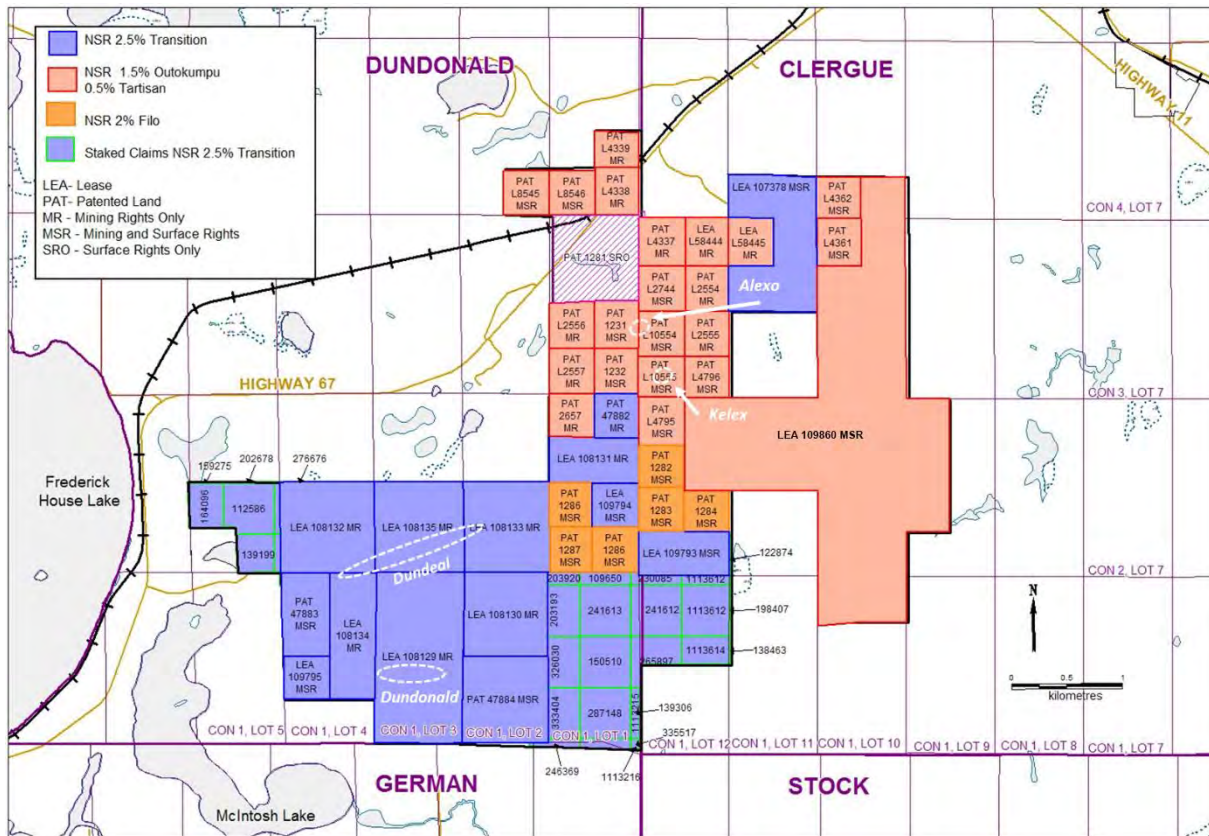 NSR 2.5% Transition
NSR 1.5% Outokumpu
0.5% Tartisan
NSR 2% Filo
Staked Claims NSR 2.5% Transition
LEA- Lease
PAT- Patented Land
MR - Mining Rights Only
MSR - Mining and Surface Rights
SRO - Surface Rights Only
DUNDONALD
CLERGUE
HIGHWAY 11
PAT
L4339
MR
PAT
L8545
MSR
PAT
L8546
MSR
PAT
L4338
MR
LEA 107378 MSR
PAT
L4362
MSR
CON 4, LOT 7
PAT 1281 SRO
PAT
L4337
MR
LEA
L58444
MR
LEA
L58445
MR
PAT
L4361
MSR
PAT
L2744
MSR
PAT
L2554
MR
Alexo
PAT
L2556
MR
PAT
1231
MSR
PAT
L10554
MSR
PAT
L2555
MR
HIGHWAY 67
PAT
L2557
MR
PAT
1232
MSR
PAT
L10555
MSR
PAT
L4796
MSR
CON 3, LOT 7
Kelex
PAT
2657
MR
PAT
47882
MR
PAT
L4795
MSR
LEA 109860 MSR
LEA 108131 MR
PAT
1282
MSR
Frederick
House Lake
159275
202678
276676
164096
112586
139199
LEA 108132 MR
LEA 108135 MR
LEA 108133 MR
PAT
1286
MSR
LEA
109794
MSR
PAT
1283
MSR
PAT
1284
MSR
PAT
1287
MSR
PAT
1286
MSR
LEA 109793 MSR
122874
Dundeal
CON 2, LOT 7
203920
109650
230085
1113612
PAT
47883
MSR
LEA
108134
MR
LEA 108130 MR
203193
241613
241612
1113612
198407
N
LEA
109795
MSR
LEA 108129 MR
326030
150510
265897
1113614
138463
Dundonald
PAT 47884 MSR
0.5
0
1
kilometres
333404
287148
1113215
139306
335517
CON 1, LOT 5
CON 1, LOT 4
CON 1, LOT 3
CON 1, LOT 2
CON 1, LOT 1
CON 1, LOT 12
CON 1, LOT 11
CON 1, LOT 10
CON 1, LOT 9
CON 1, LOT 8
CON 1, LOT 7
246369
1113216
GERMAN
STOCK
McIntosh Lake